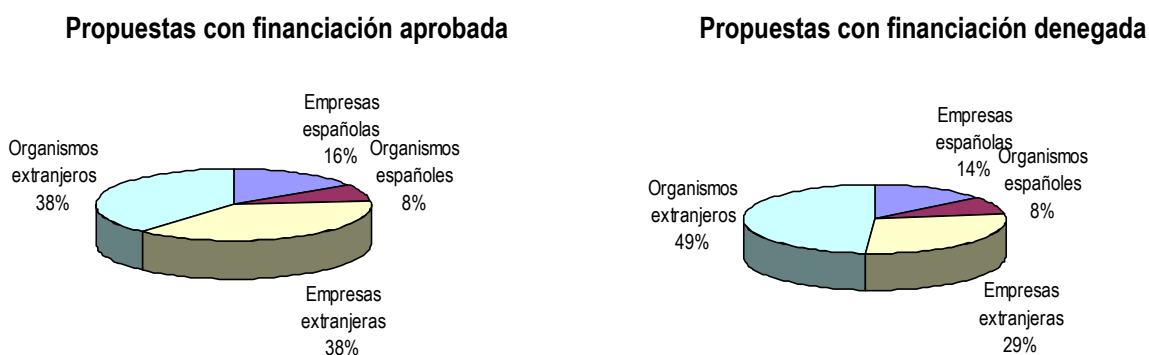 Propuestas con financiación aprobada
Empresas
españolas
16%
Organismos
españoles
8%
Organismos
extranjeros
38%
Empresas
extranjeras
38%
Propuestas con financiación denegada
Empresas
españolas
14%
Organismos
españoles
8%
Organismos
extranjeros
49%
Empresas
extranjeras
29%